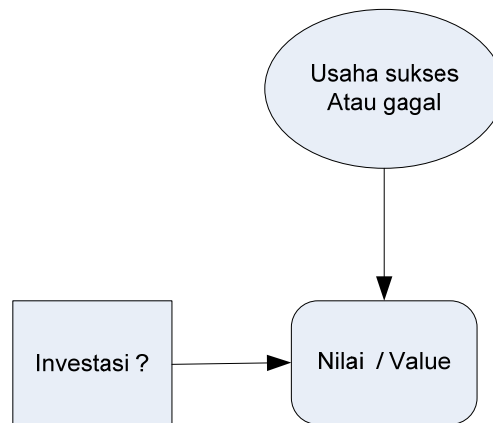 Usaha sukses
Atau gagal
Investasi ?
Nilai / Value